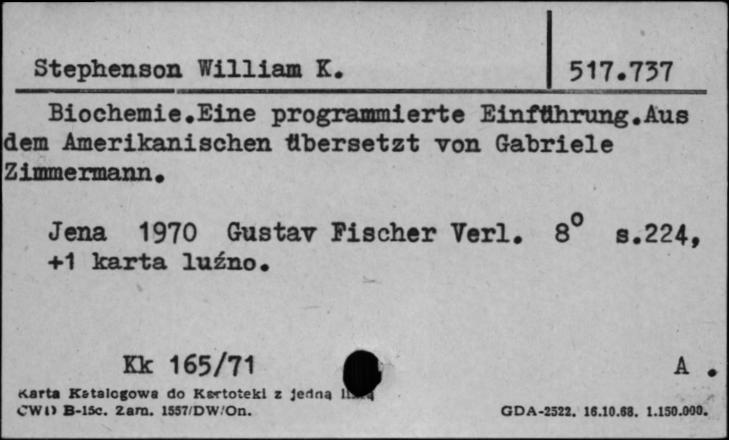 Stephenson William K. 517.737
Biochemie.Eine programmierte Einführung.Aus
dem Amerikanischen übersetzt von Gabriele
Zimmermann.
Jena 1970 Gustav Fischer Verl. 8° s.224,
+1 karta luźno.
Kk 165/71 A .
Karta Katalogowa do Kartoteki z jedną
CWD B-15c. Zam. 1557/DW/On. GDA-2522. 16.10.68. 1.150.000.